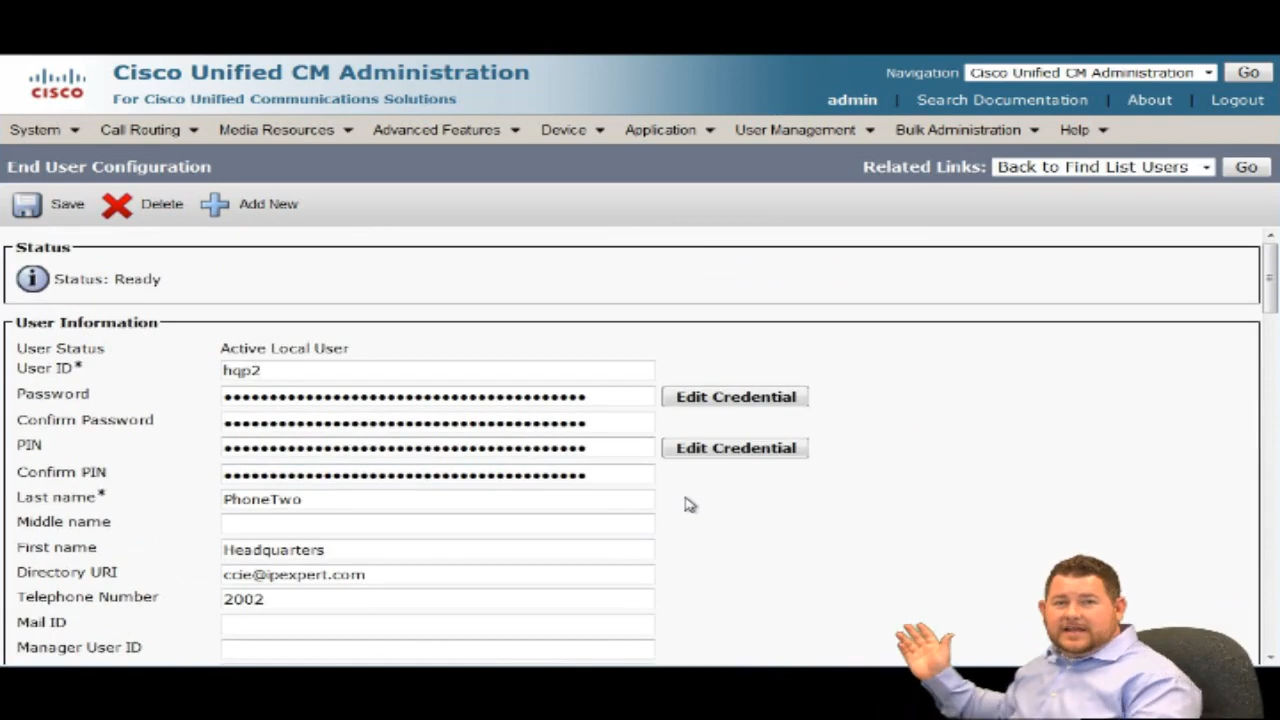 Cisco Unified CM Administration
For Cisco Unified Communications Solutions
CISCO
Navigation Cisco Unified CM Administration Go
admin | Search Documentation | About | Logout
System Call Routing Media Resources Advanced Features Device Application User Management Bulk Administration Help
End User Configuration
Related Links: Back to Find List Users Go
Save Delete Add New
Status
i Status: Ready
User Information
User Status Active Local User
User ID* hqp2
Password •••••••••••••••••••••••••••••••••••••••• Edit Credential
Confirm Password ••••••••••••••••••••••••••••••••••••••••
PIN •••••••••••••••••••••••••••••••••••••••• Edit Credential
Confirm PIN ••••••••••••••••••••••••••••••••••••••••
Last name* PhoneTwo
Middle name
First name Headquarters
Directory URI ccie@ipexpert.com
Telephone Number 2002
Mail ID
Manager User ID